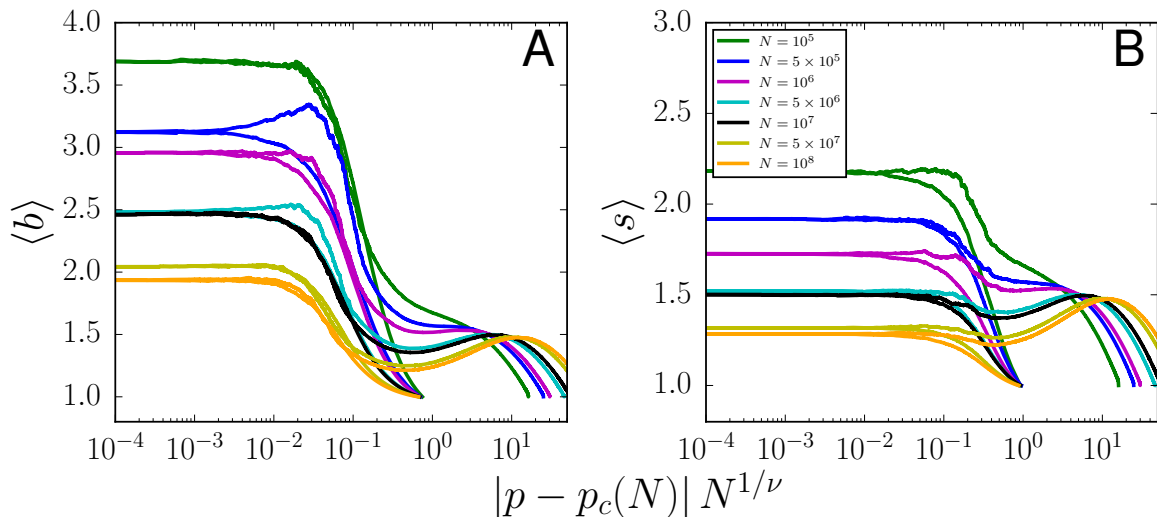 A
4.0
3.5
3.0
2.5
2.0
1.5
1.0
⟨b⟩
10⁻⁴ 10⁻³ 10⁻² 10⁻¹ 10⁰ 10¹
B
N = 10⁵
N = 5 × 10⁵
N = 10⁶
N = 5 × 10⁶
N = 10⁷
N = 5 × 10⁷
N = 10⁸
3.0
2.5
2.0
1.5
1.0
⟨s⟩
10⁻⁴ 10⁻³ 10⁻² 10⁻¹ 10⁰ 10¹
|p − p_c(N)| N^{1/ν}